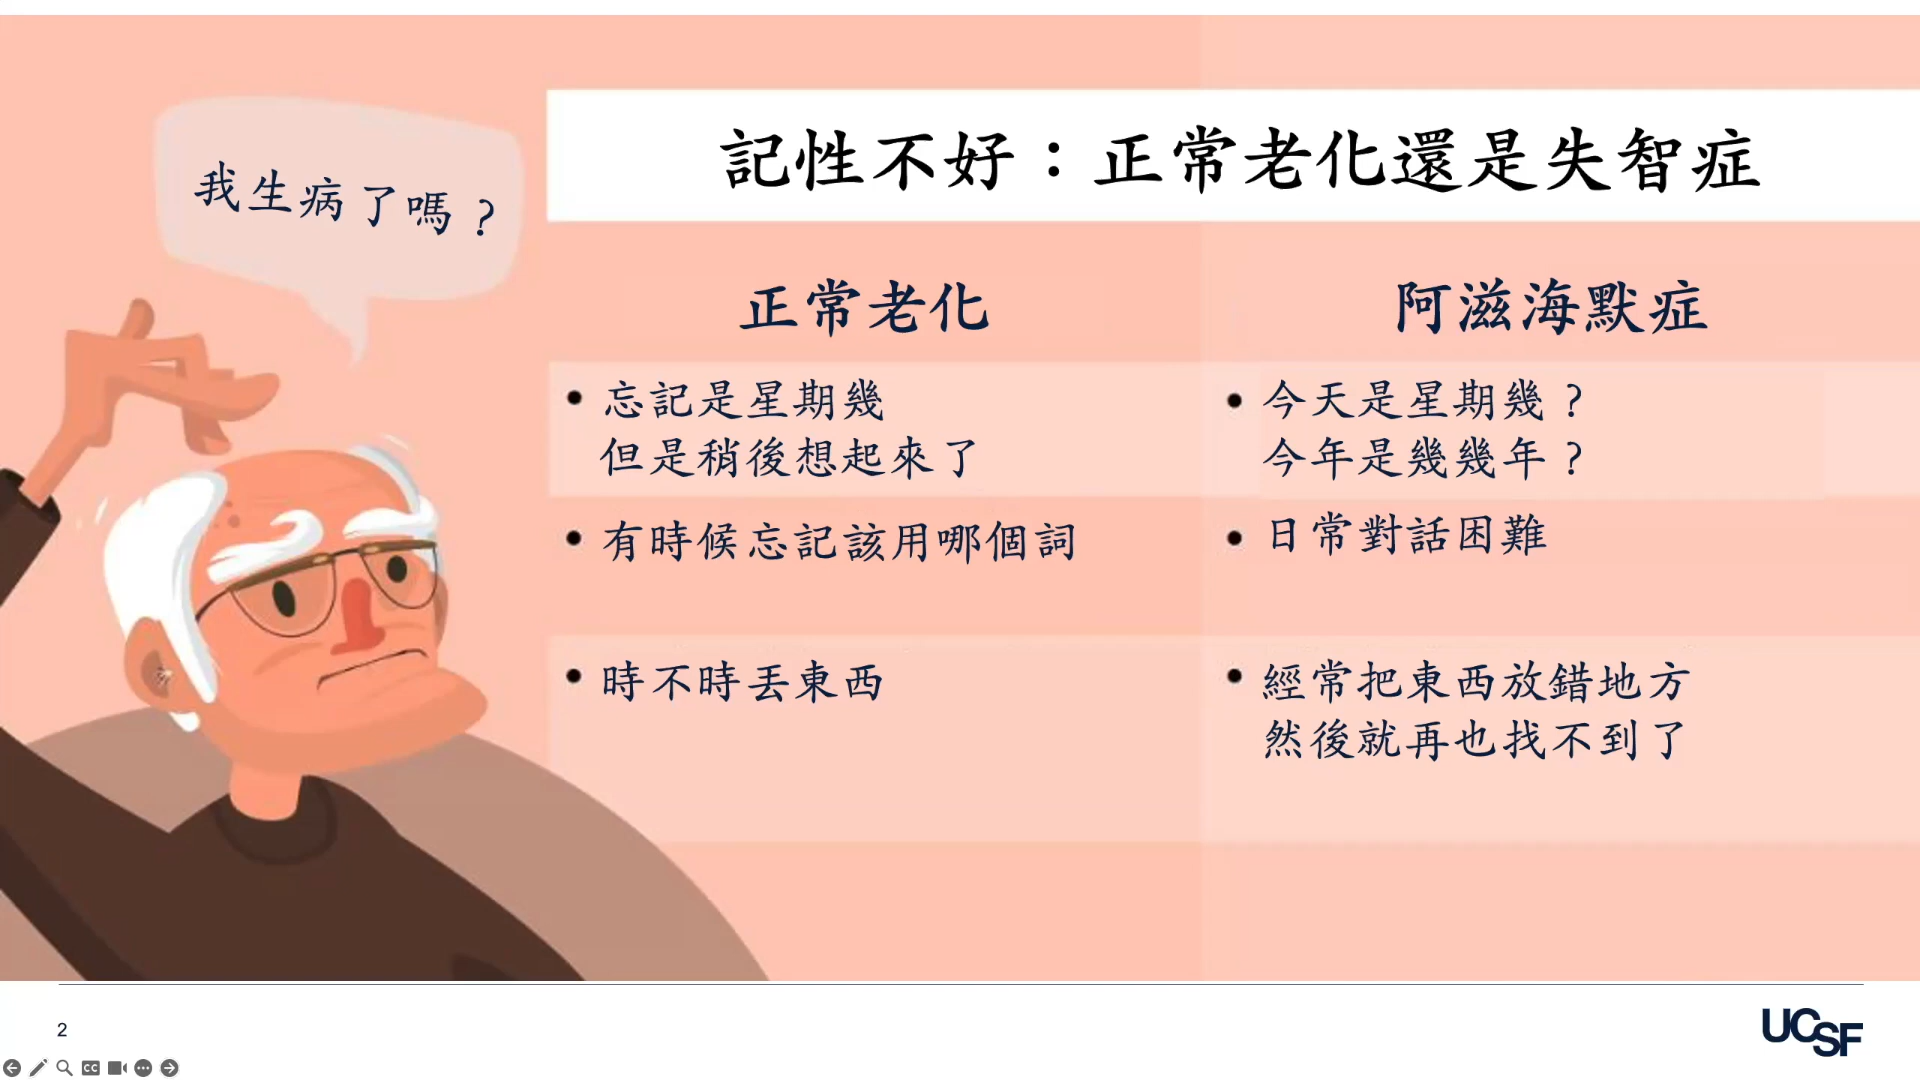 我生病了嗎?
記性不好:正常老化還是失智症
正常老化
阿滋海默症
忘記是星期幾
但是稍後想起來了
今天是星期幾?
今年是幾幾年?
有時候忘記該用哪個詞
日常對話困難
時不時丟東西
經常把東西放錯地方
然後就再也找不到了
2
UCSF
CC